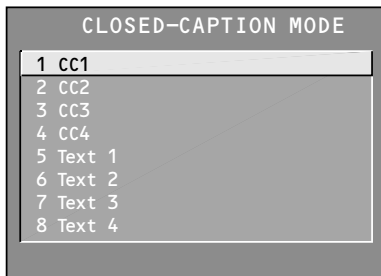 CLOSED-CAPTION MODE
1 CC1
2 CC2
3 CC3
4 CC4
5 Text 1
6 Text 2
7 Text 3
8 Text 4